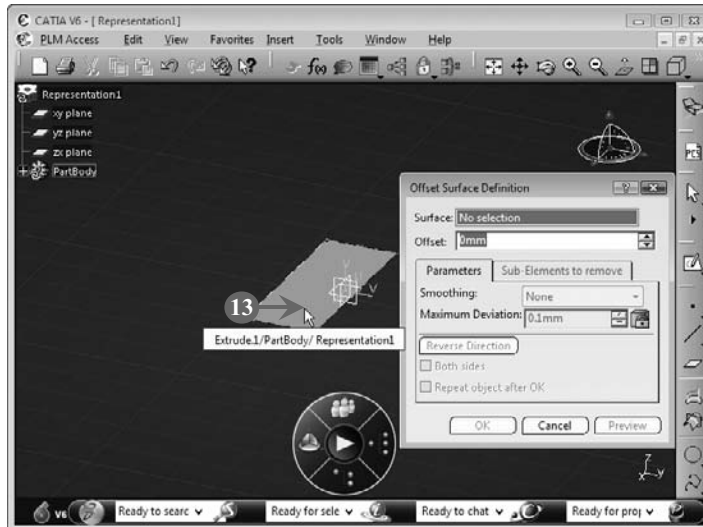 CATIA V6 - [ Representation1]
PLM Access Edit View Favorites Insert Tools Window Help
f(x)
Representation1
xy plane
yz plane
zx plane
PartBody
PCS
Offset Surface Definition
Surface: No selection
Offset: 0mm
Parameters Sub-Elements to remove
Smoothing: None
Maximum Deviation: 0.1mm
Reverse Direction
Both sides
Repeat object after OK
OK Cancel Preview
13
Extrude.1/PartBody/ Representation1
V6 Ready to searc Ready for sele Ready to chat Ready for proj